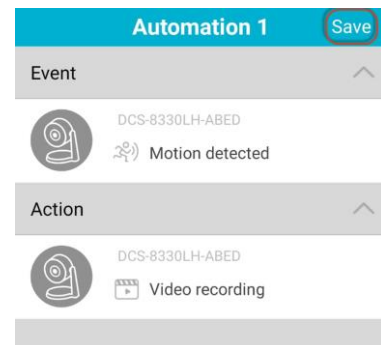 Automation 1
Save
Event
DCS-8330LH-ABED
Motion detected
Action
DCS-8330LH-ABED
Video recording